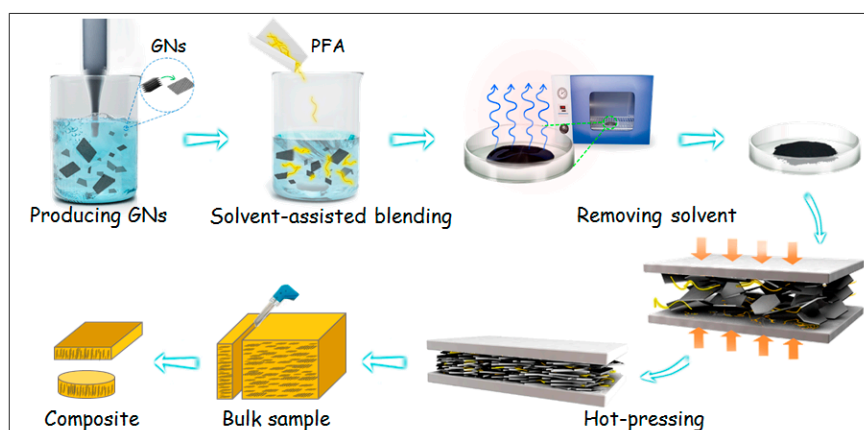 GNs
PFA
Producing GNs
Solvent-assisted blending
Removing solvent
Composite
Bulk sample
Hot-pressing